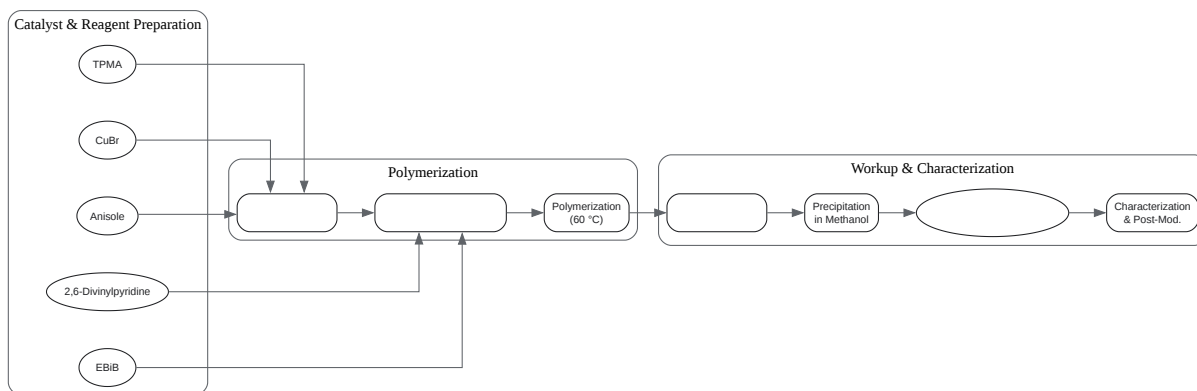 Catalyst & Reagent Preparation
TPMA
CuBr
Anisole
2,6-Divinylpyridine
EBiB
Polymerization
Polymerization
(60 °C)
Workup & Characterization
Precipitation
in Methanol
Characterization
& Post-Mod.